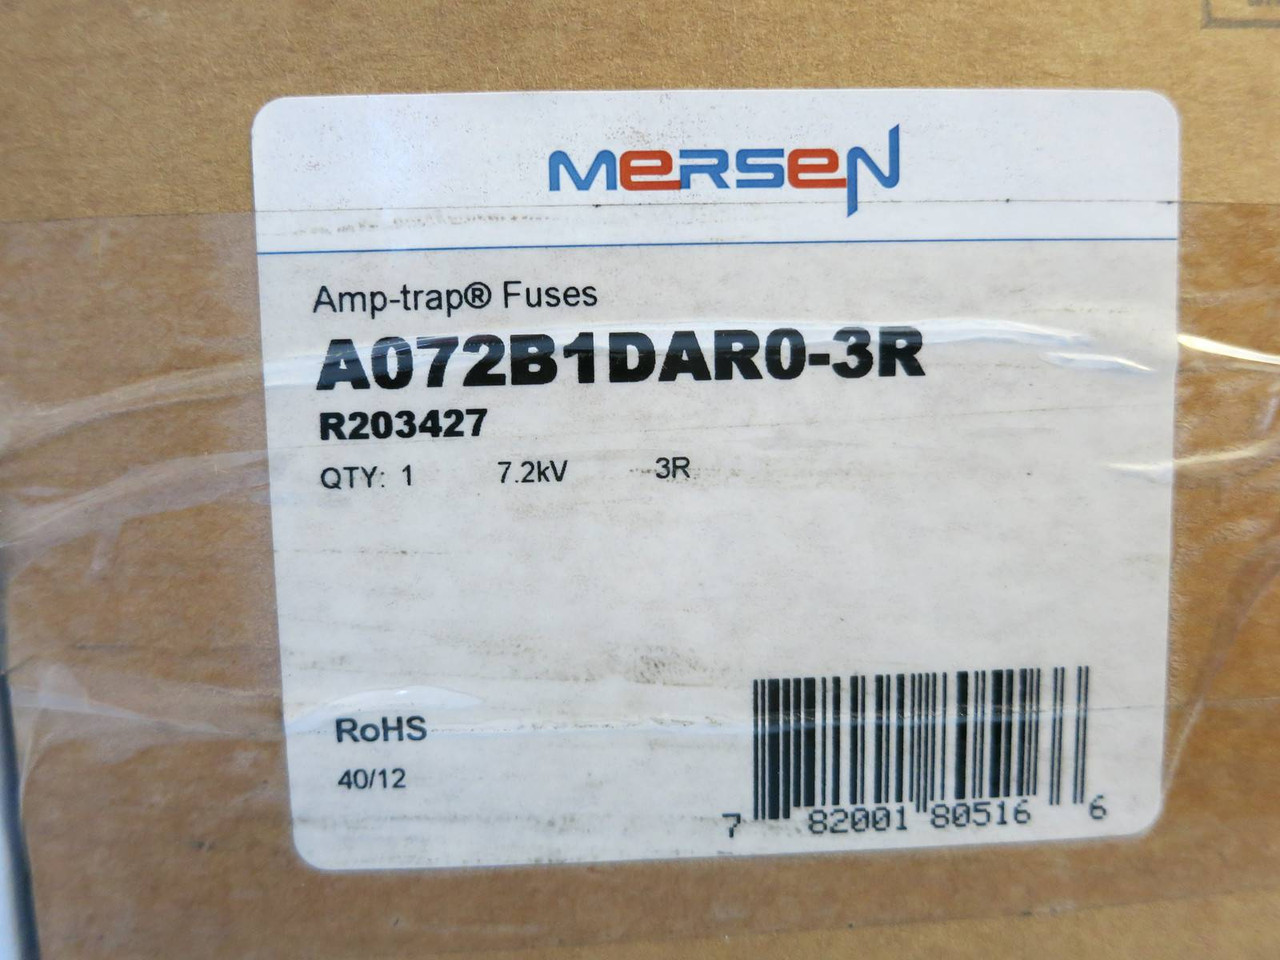 MERSEN
Amp-trap® Fuses
A072B1DAR0-3R
R203427
QTY: 1 7.2kV 3R
RoHS
40/12
7 82001 80516 6